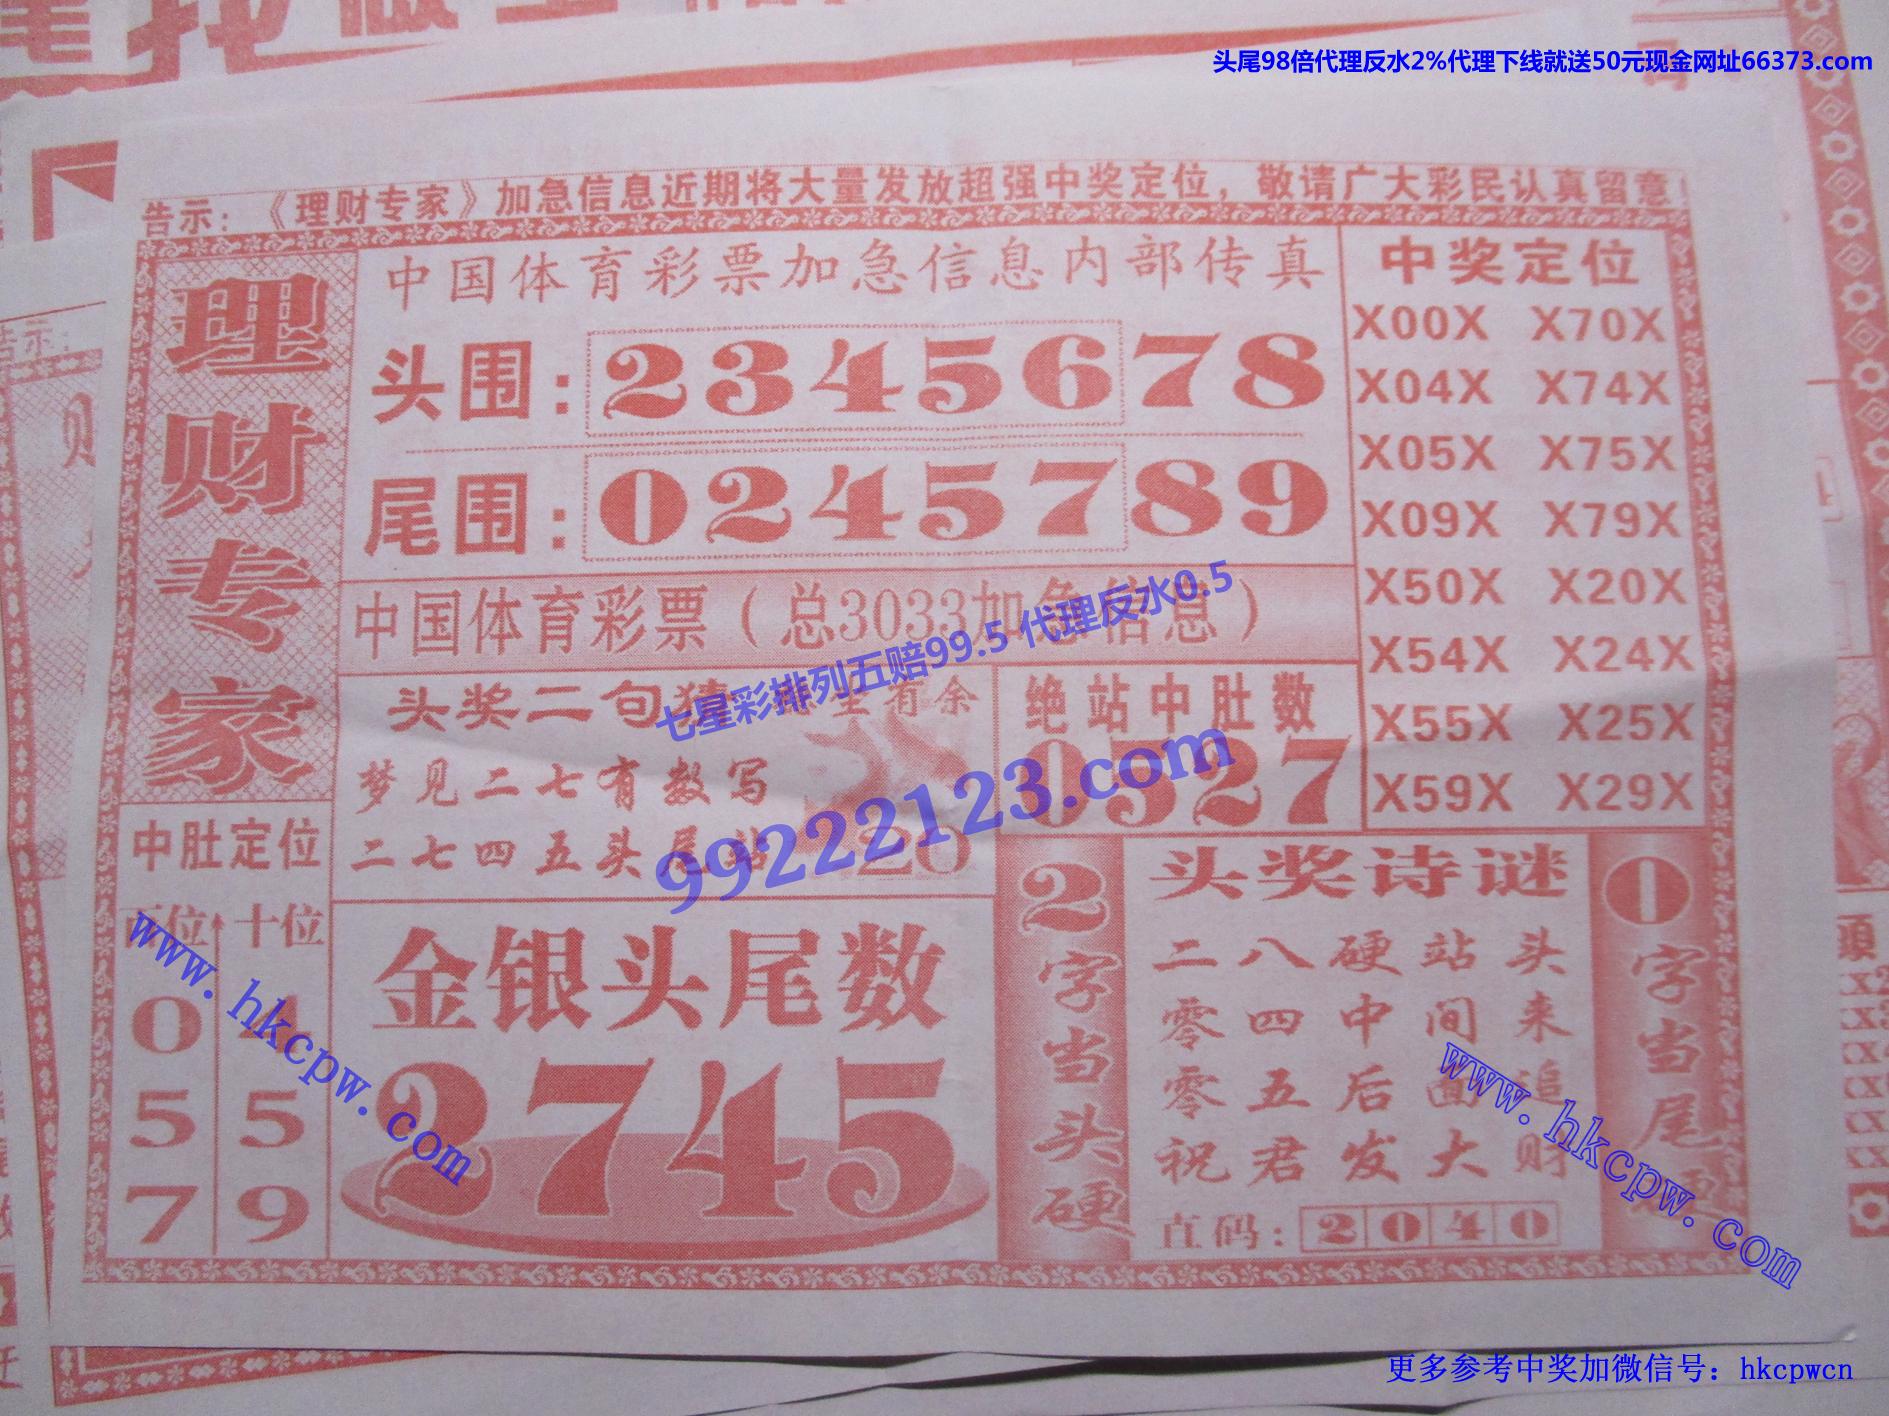 头尾98倍代理反水2%代理下线就送50元现金网址66373.com
告示：《理财专家》加急信息近期将大量发放超强中奖定位，敬请广大彩民认真留意！
理财专家
中国体育彩票加急信息内部传真
头围：2345678
尾围：0245789
中国体育彩票（总3033加急信息）
七星彩排列五赔99.5 代理反水0.5
99222123.com
中奖定位
X00X X70X
X04X X74X
X05X X75X
X09X X79X
X50X X20X
X54X X24X
X55X X25X
X59X X29X
头奖二句
有余
梦见二七有数写
二七四五头尾站
20
绝站中肚数
0527
中肚定位
百位 十位
0 4
5 5
7 9
金银头尾数
2745
2字当头硬
头奖诗谜
二八硬站头
零四中间来
零五后面追
祝君发大财
直码：2040
0字当尾硬
www.hkcpw.com
www.hkcpw.com
更多参考中奖加微信号：hkcpwcn